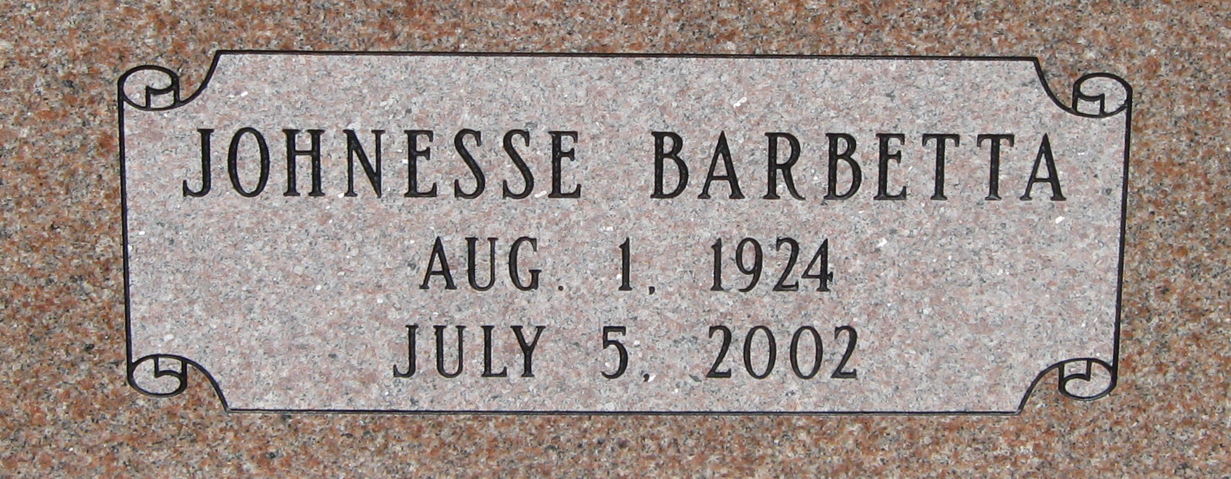 JOHNESSE BARBETTA
AUG. 1, 1924
JULY 5, 2002